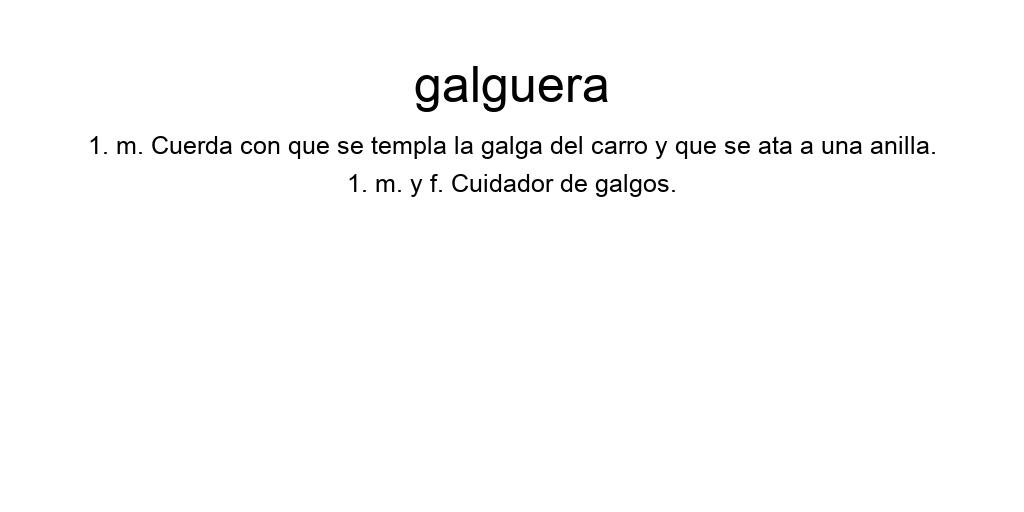 galguera
1. m. Cuerda con que se templa la galga del carro y que se ata a una anilla.
1. m. y f. Cuidador de galgos.